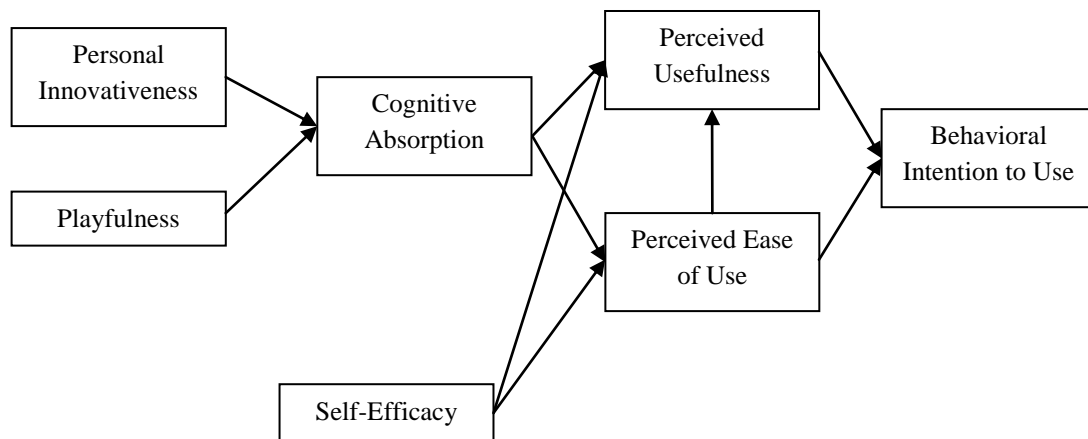 Personal
Innovativeness
Playfulness
Cognitive
Absorption
Perceived
Usefulness
Perceived Ease
of Use
Self-Efficacy
Behavioral
Intention to Use